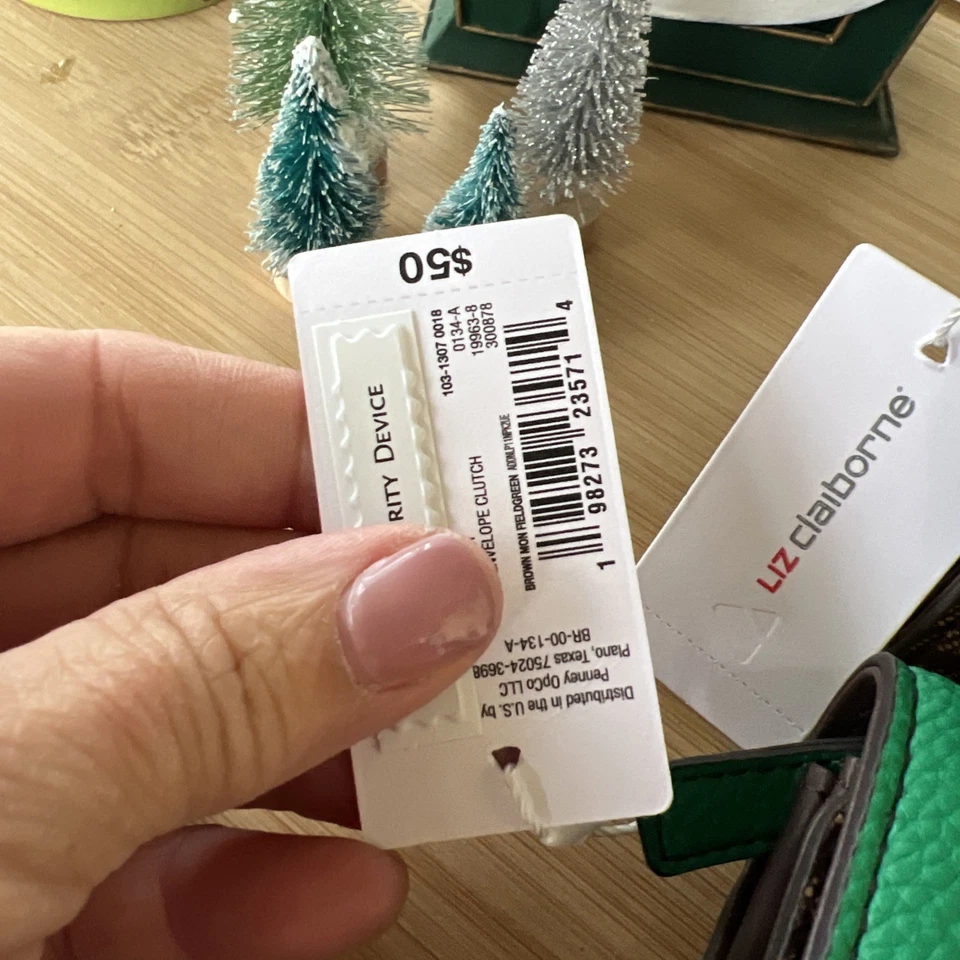 $50
RITY DEVICE
103-1307 0018
0134-A
19963-8
300878
VELOPE CLUTCH
BROWN MON FIELDGREEN
1 98273 23571 4
Distributed in the U.S. by
Penney OpCo LLC
Plano, Texas 75024-3698
BR-00-134-A
LIZ claiborne